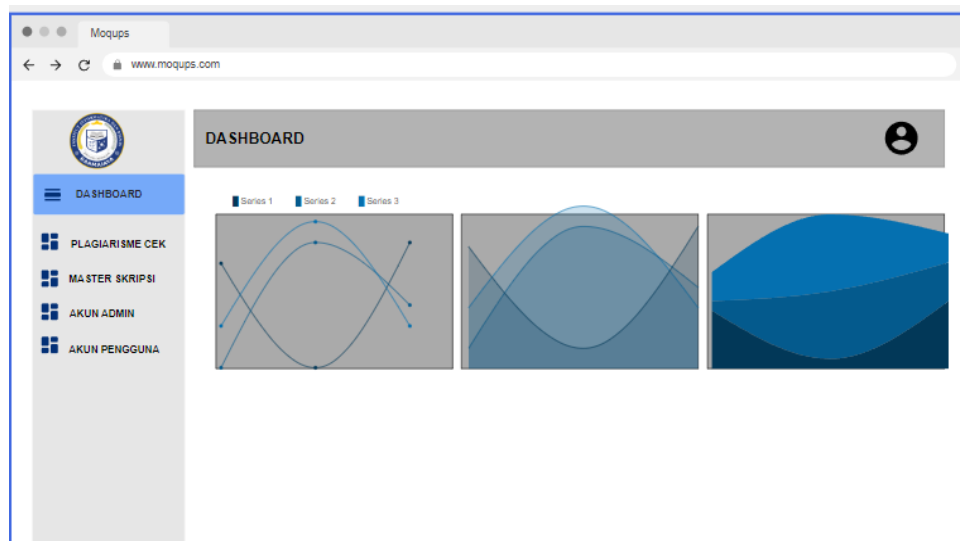 Moqups
www.moqups.com
DASHBOARD
DASHBOARD
Series 1 Series 2 Series 3
PLAGIARISME CEK
MASTER SKRIPSI
AKUN ADMIN
AKUN PENGGUNA